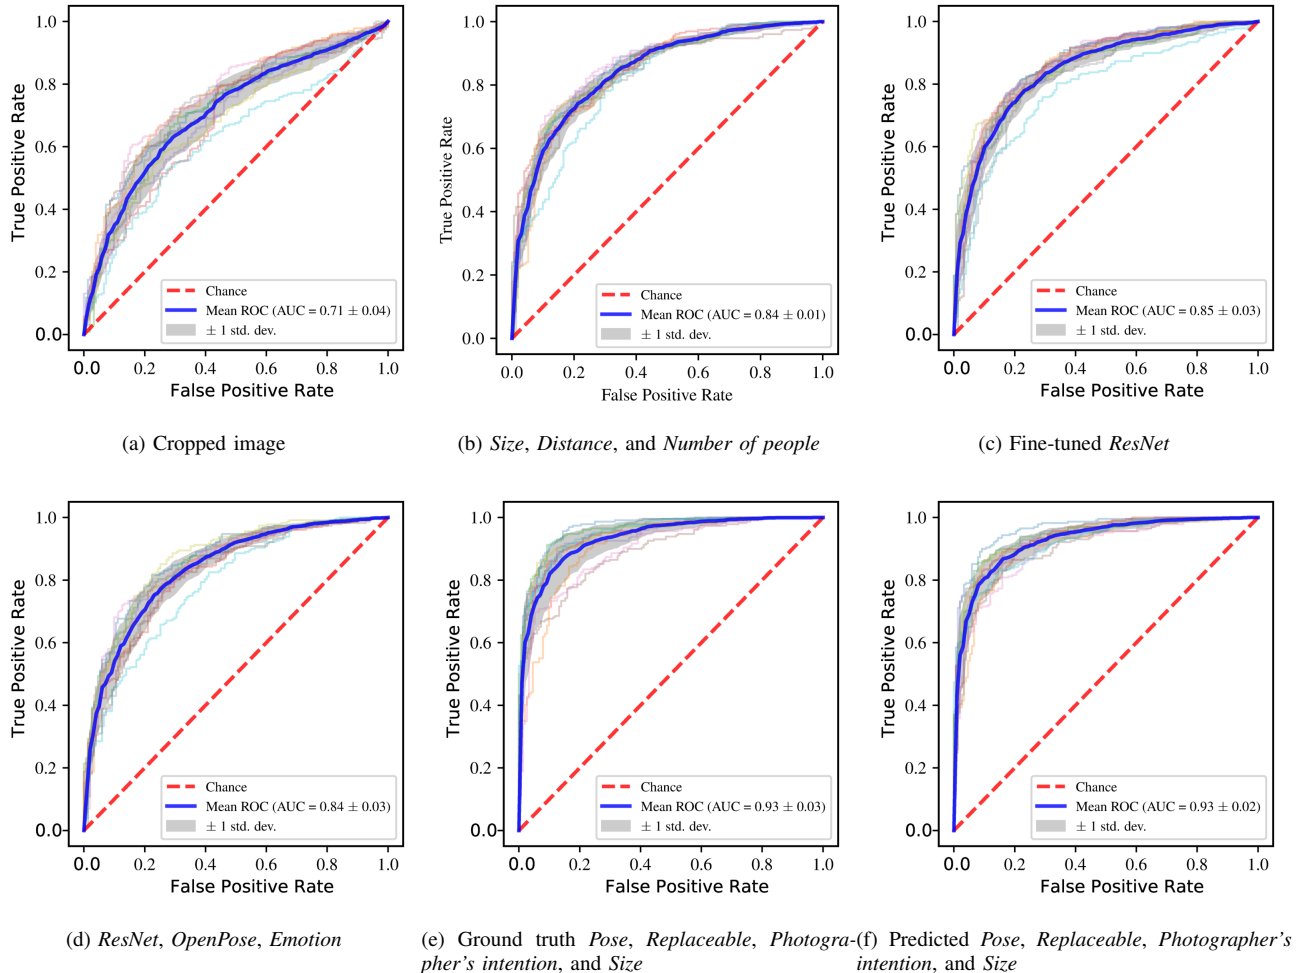 1.0
0.8
0.6
0.4
0.2
0.0
True Positive Rate
Chance
Mean ROC (AUC = 0.71 ± 0.04)
± 1 std. dev.
0.0 0.2 0.4 0.6 0.8 1.0
False Positive Rate
(a) Cropped image
1.0
0.8
0.6
0.4
0.2
0.0
True Positive Rate
Chance
Mean ROC (AUC = 0.84 ± 0.01)
± 1 std. dev.
0.0 0.2 0.4 0.6 0.8 1.0
False Positive Rate
(b) Size, Distance, and Number of people
1.0
0.8
0.6
0.4
0.2
0.0
True Positive Rate
Chance
Mean ROC (AUC = 0.85 ± 0.03)
± 1 std. dev.
0.0 0.2 0.4 0.6 0.8 1.0
False Positive Rate
(c) Fine-tuned ResNet
1.0
0.8
0.6
0.4
0.2
0.0
True Positive Rate
Chance
Mean ROC (AUC = 0.84 ± 0.03)
± 1 std. dev.
0.0 0.2 0.4 0.6 0.8 1.0
False Positive Rate
(d) ResNet, OpenPose, Emotion
1.0
0.8
0.6
0.4
0.2
0.0
True Positive Rate
Chance
Mean ROC (AUC = 0.93 ± 0.03)
± 1 std. dev.
0.0 0.2 0.4 0.6 0.8 1.0
False Positive Rate
(e) Ground truth Pose, Replaceable, Photogra-
pher's intention, and Size
1.0
0.8
0.6
0.4
0.2
0.0
True Positive Rate
Chance
Mean ROC (AUC = 0.93 ± 0.02)
± 1 std. dev.
0.0 0.2 0.4 0.6 0.8 1.0
False Positive Rate
(f) Predicted Pose, Replaceable, Photographer's
intention, and Size